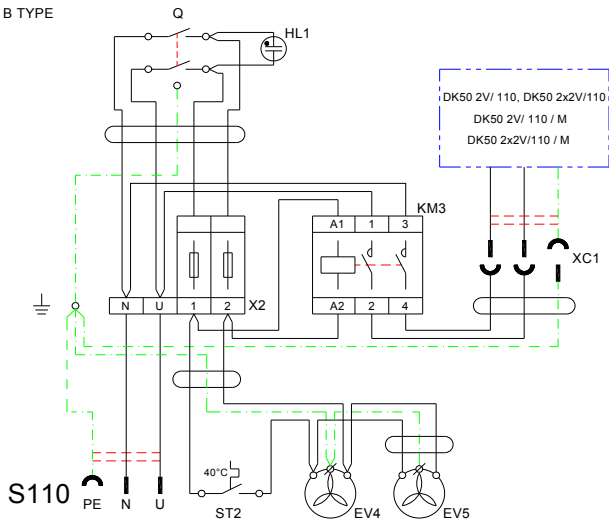 B TYPE
Q
HL1
DK50 2V/ 110, DK50 2x2V/110
DK50 2V/ 110 / M
DK50 2x2V/110 / M
KM3
A1 1 3
XC1
A2 2 4
N U 1 2 X2
40°C
S110 PE N U
ST2
EV4
EV5